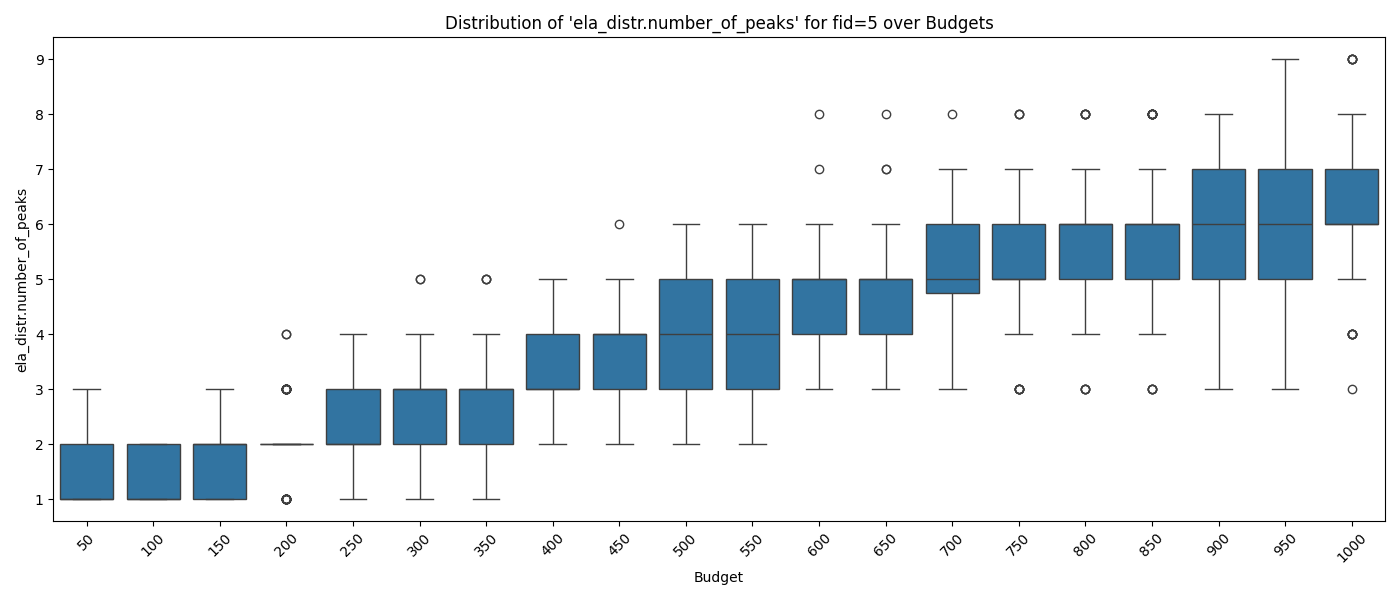 Distribution of 'ela_distr.number_of_peaks' for fid=5 over Budgets
ela_distr.number_of_peaks
9
8
7
6
5
4
3
2
1
50 100 150 200 250 300 350 400 450 500 550 600 650 700 750 800 850 900 950 1000
Budget